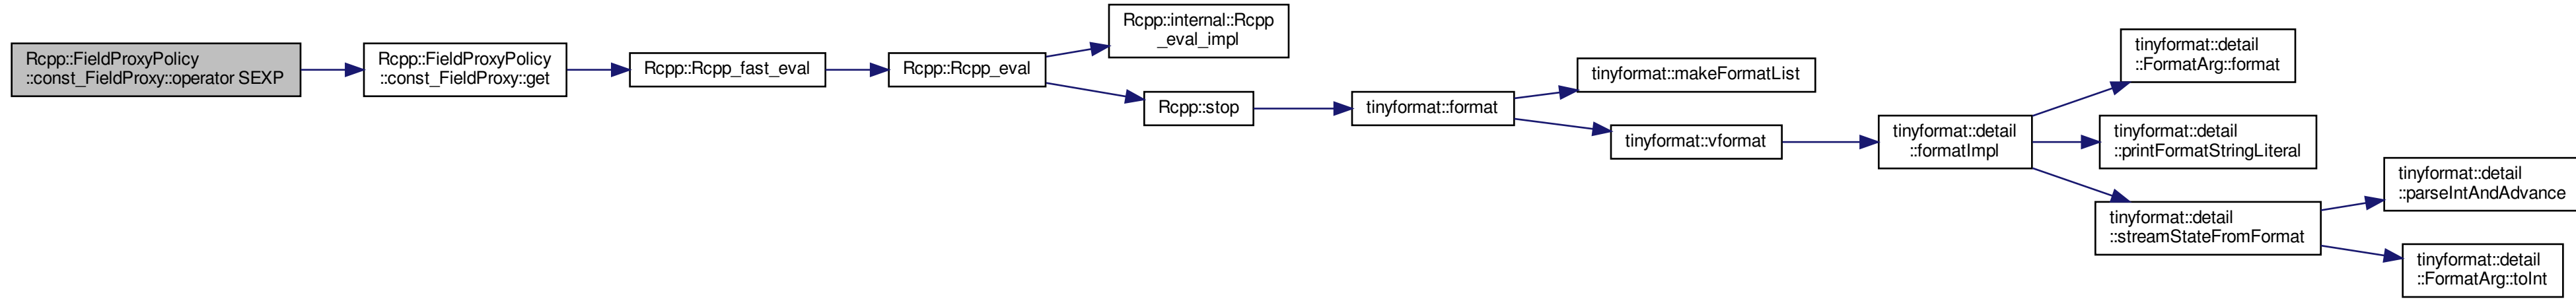 Rcpp::FieldProxyPolicy
::const_FieldProxy::operator SEXP
Rcpp::FieldProxyPolicy
::const_FieldProxy::get
Rcpp::Rcpp_fast_eval
Rcpp::Rcpp_eval
Rcpp::internal::Rcpp
_eval_impl
Rcpp::stop
tinyformat::format
tinyformat::makeFormatList
tinyformat::vformat
tinyformat::detail
::formatImpl
tinyformat::detail
::FormatArg::format
tinyformat::detail
::printFormatStringLiteral
tinyformat::detail
::streamStateFromFormat
tinyformat::detail
::parseIntAndAdvance
tinyformat::detail
::FormatArg::toInt